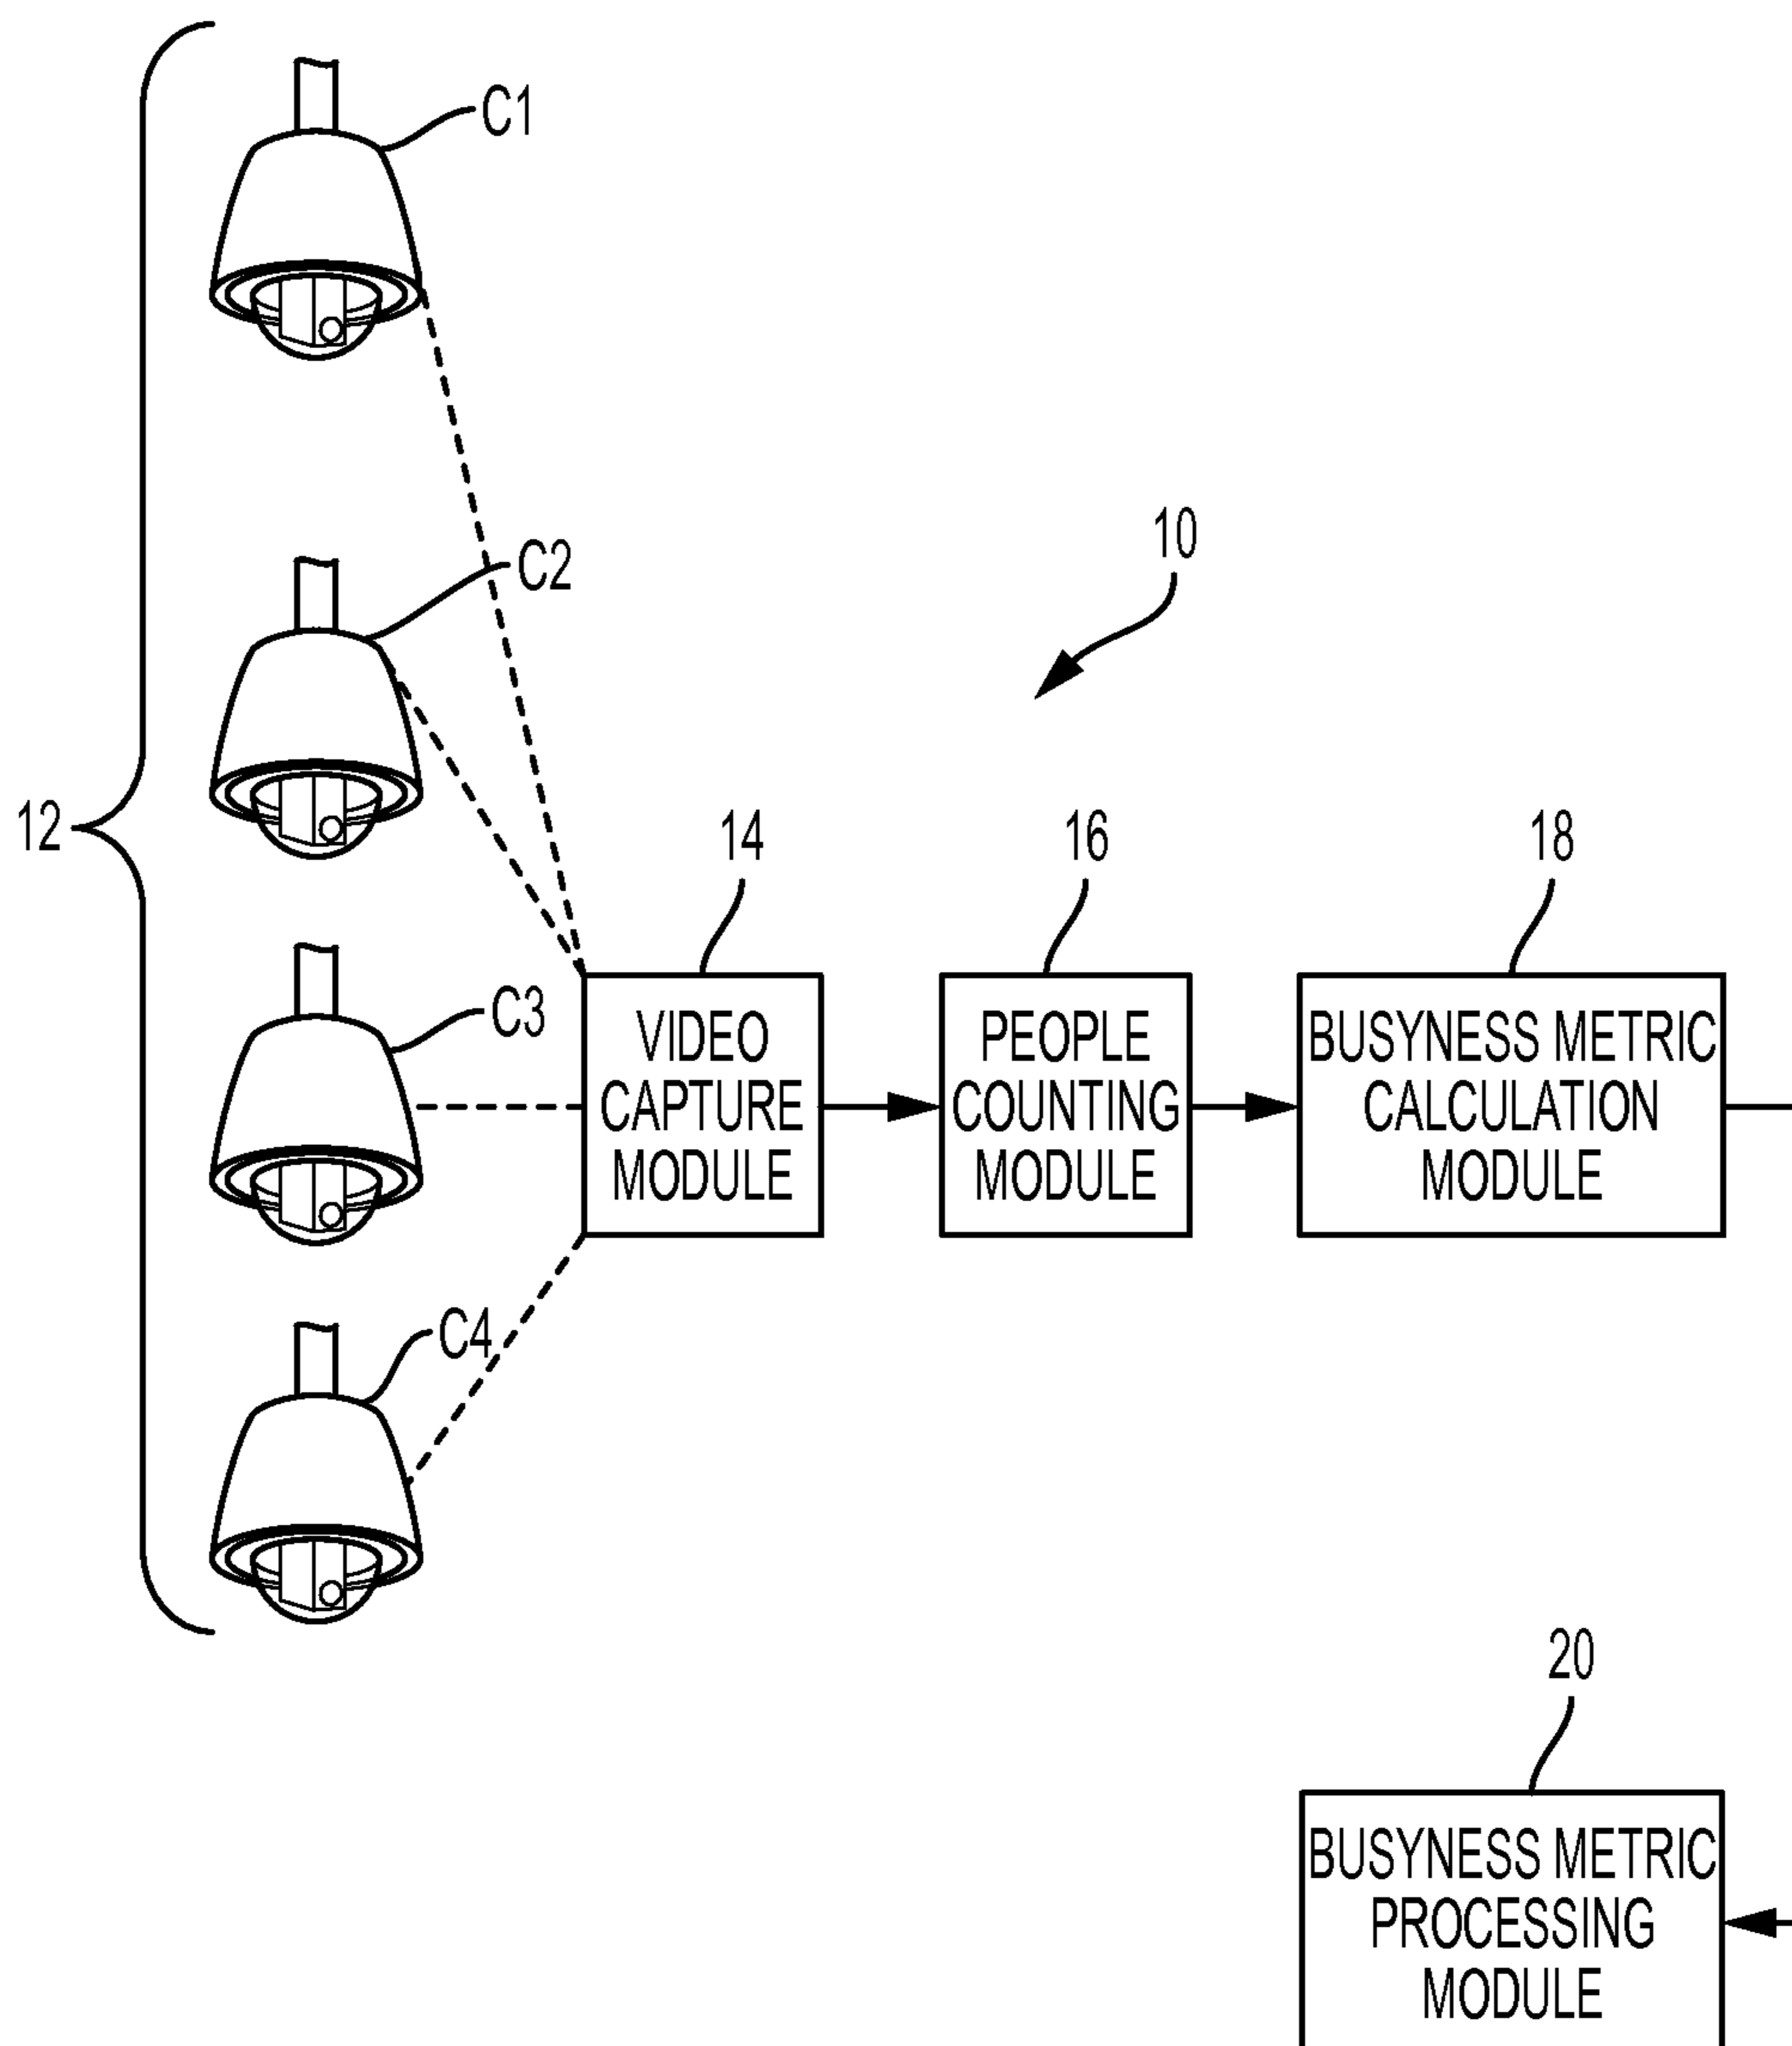 C1
C2
10
12
14
16
18
C3
VIDEO
CAPTURE
MODULE
PEOPLE
COUNTING
MODULE
BUSYNESS METRIC
CALCULATION
MODULE
C4
20
BUSYNESS METRIC
PROCESSING
MODULE